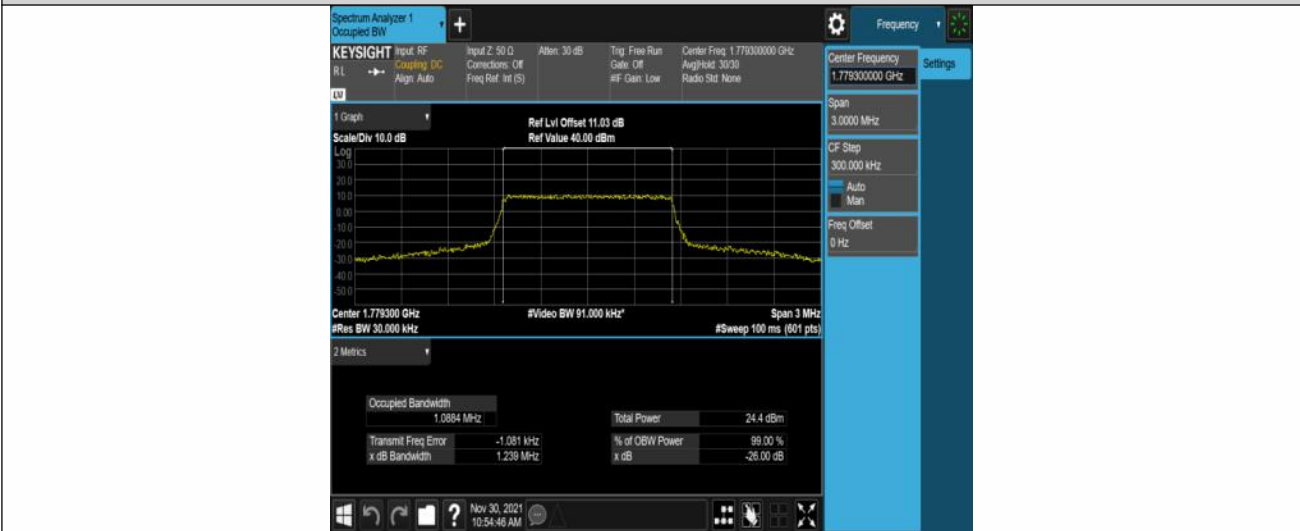 Spectrum Analyzer 1
Occupied BW
+
Frequency
KEYSIGHT
RL
LV
Input: RF
Coupling: DC
Align: Auto
Input Z: 50 Ω
Corrections: Off
Freq Ref: Int (S)
Atten: 30 dB
Trig: Free Run
Gate: Off
#IF Gain: Low
Center Freq: 1.779300000 GHz
Avg|Hold: 30/30
Radio Std: None
Center Frequency
1.779300000 GHz
Settings
Span
3.0000 MHz
CF Step
300.000 kHz
Auto
Man
Freq Offset
0 Hz
1 Graph
Scale/Div 10.0 dB
Ref Lvl Offset 11.03 dB
Ref Value 40.00 dBm
Log
30.0
20.0
10.0
0.00
-10.0
-20.0
-30.0
-40.0
-50.0
Center 1.779300 GHz
#Res BW 30.000 kHz
#Video BW 91.000 kHz*
Span 3 MHz
#Sweep 100 ms (601 pts)
2 Metrics
Occupied Bandwidth
1.0884 MHz
Transmit Freq Error -1.081 kHz
x dB Bandwidth 1.239 MHz
Total Power 24.4 dBm
% of OBW Power 99.00 %
x dB -26.00 dB
?
Nov 30, 2021
10:54:46 AM